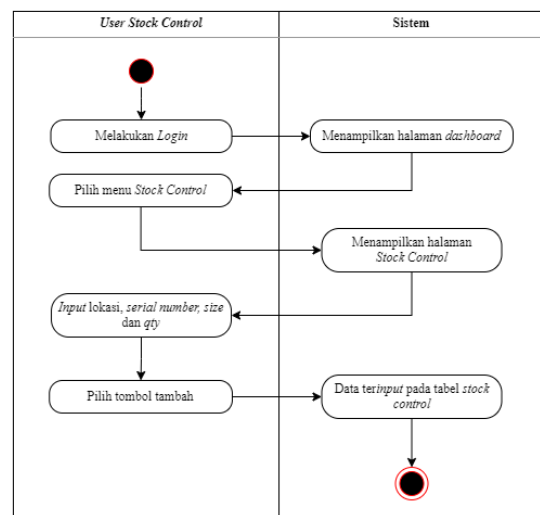 User Stock Control
Sistem
Melakukan Login
Menampilkan halaman dashboard
Pilih menu Stock Control
Menampilkan halaman
Stock Control
Input lokasi, serial number, size
dan qty
Pilih tombol tambah
Data terinput pada tabel stock
control